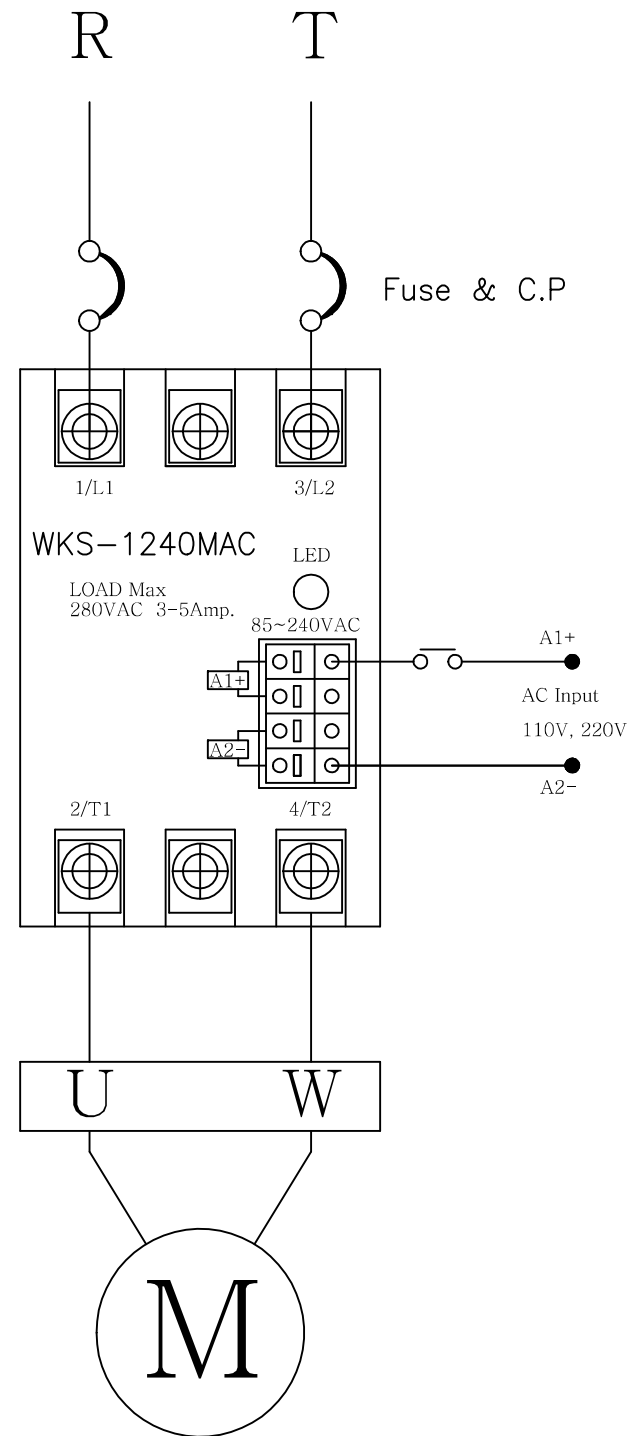 R T
Fuse & C.P
1/L1 3/L2
WKS-1240MAC
LED
LOAD Max
280VAC 3-5Amp.
85~240VAC
A1+
A1+
AC Input
110V, 220V
A2-
A2-
2/T1 4/T2
U W
M